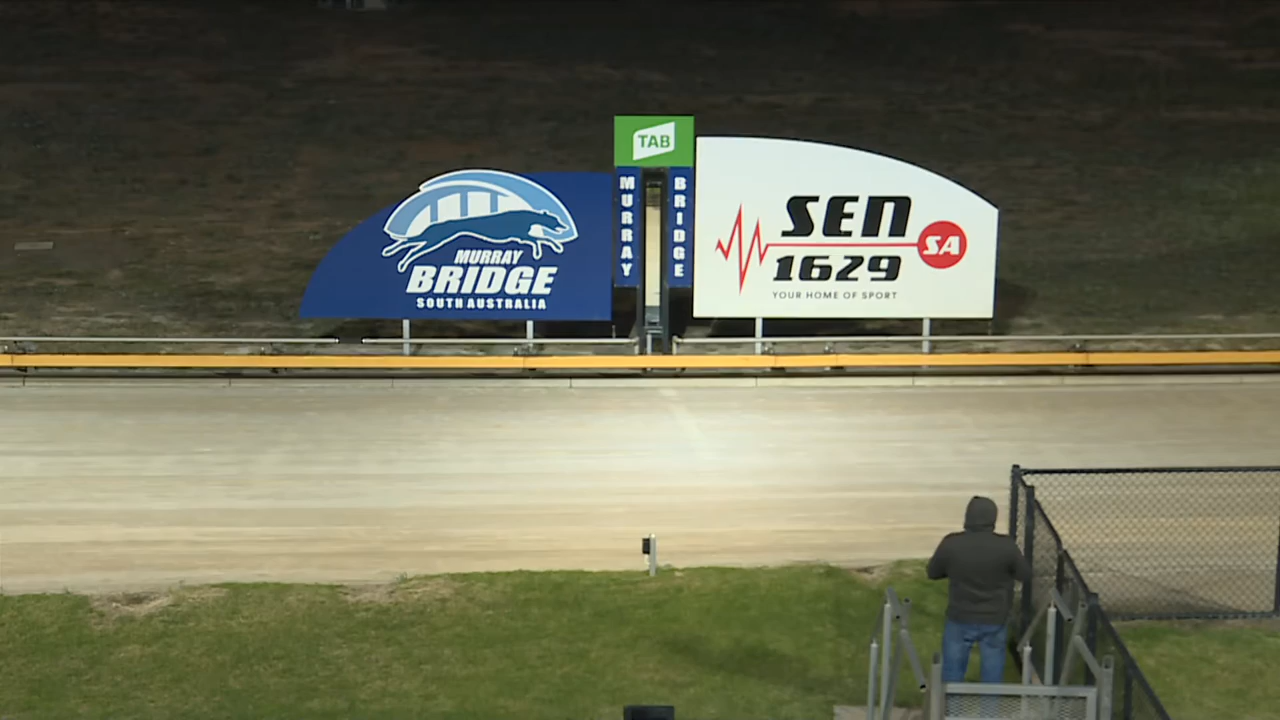 TAB
MURRAY
BRIDGE
MURRAY
BRIDGE
SOUTH AUSTRALIA
SEN
SA
1629
YOUR HOME OF SPORT